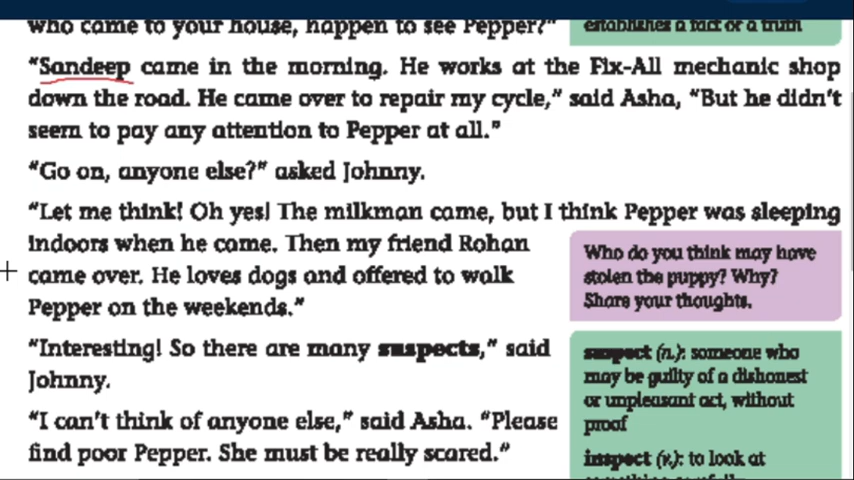 who came to your house, happen to see Pepper?"
establishes a fact or a truth
"Sandeep came in the morning. He works at the Fix-All mechanic shop
down the road. He came over to repair my cycle," said Asha, "But he didn't
seem to pay any attention to Pepper at all."
"Go on, anyone else?" asked Johnny.
"Let me think! Oh yes! The milkman came, but I think Pepper was sleeping
indoors when he came. Then my friend Rohan
came over. He loves dogs and offered to walk
Pepper on the weekends."
Who do you think may have
stolen the puppy? Why?
Share your thoughts.
"Interesting! So there are many suspects," said
Johnny.
"I can't think of anyone else," said Asha. "Please
find poor Pepper. She must be really scared."
suspect (n.): someone who
may be guilty of a dishonest
or unpleasant act, without
proof
inspect (v.): to look at